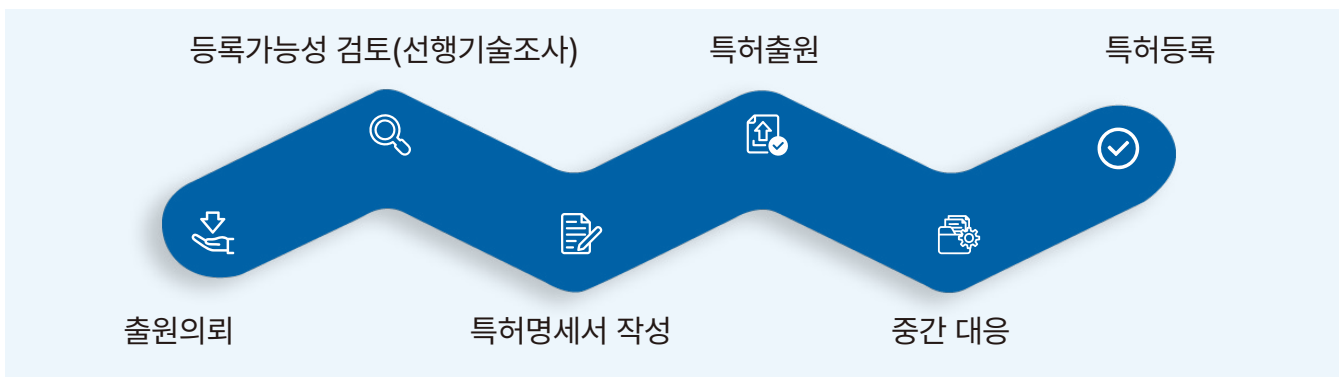 등록가능성 검토(선행기술조사)
특허출원
특허등록
출원의뢰
특허명세서 작성
중간 대응